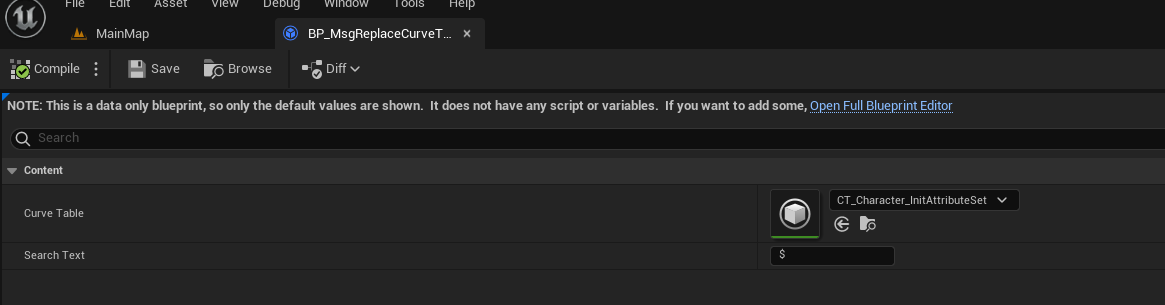 File Edit Asset View Debug Window Tools Help
MainMap BP_MsgReplaceCurveT...
Compile Save Browse Diff
NOTE: This is a data only blueprint, so only the default values are shown. It does not have any script or variables. If you want to add some, Open Full Blueprint Editor
Search
Content
Curve Table CT_Character_InitAttributeSet
Search Text $